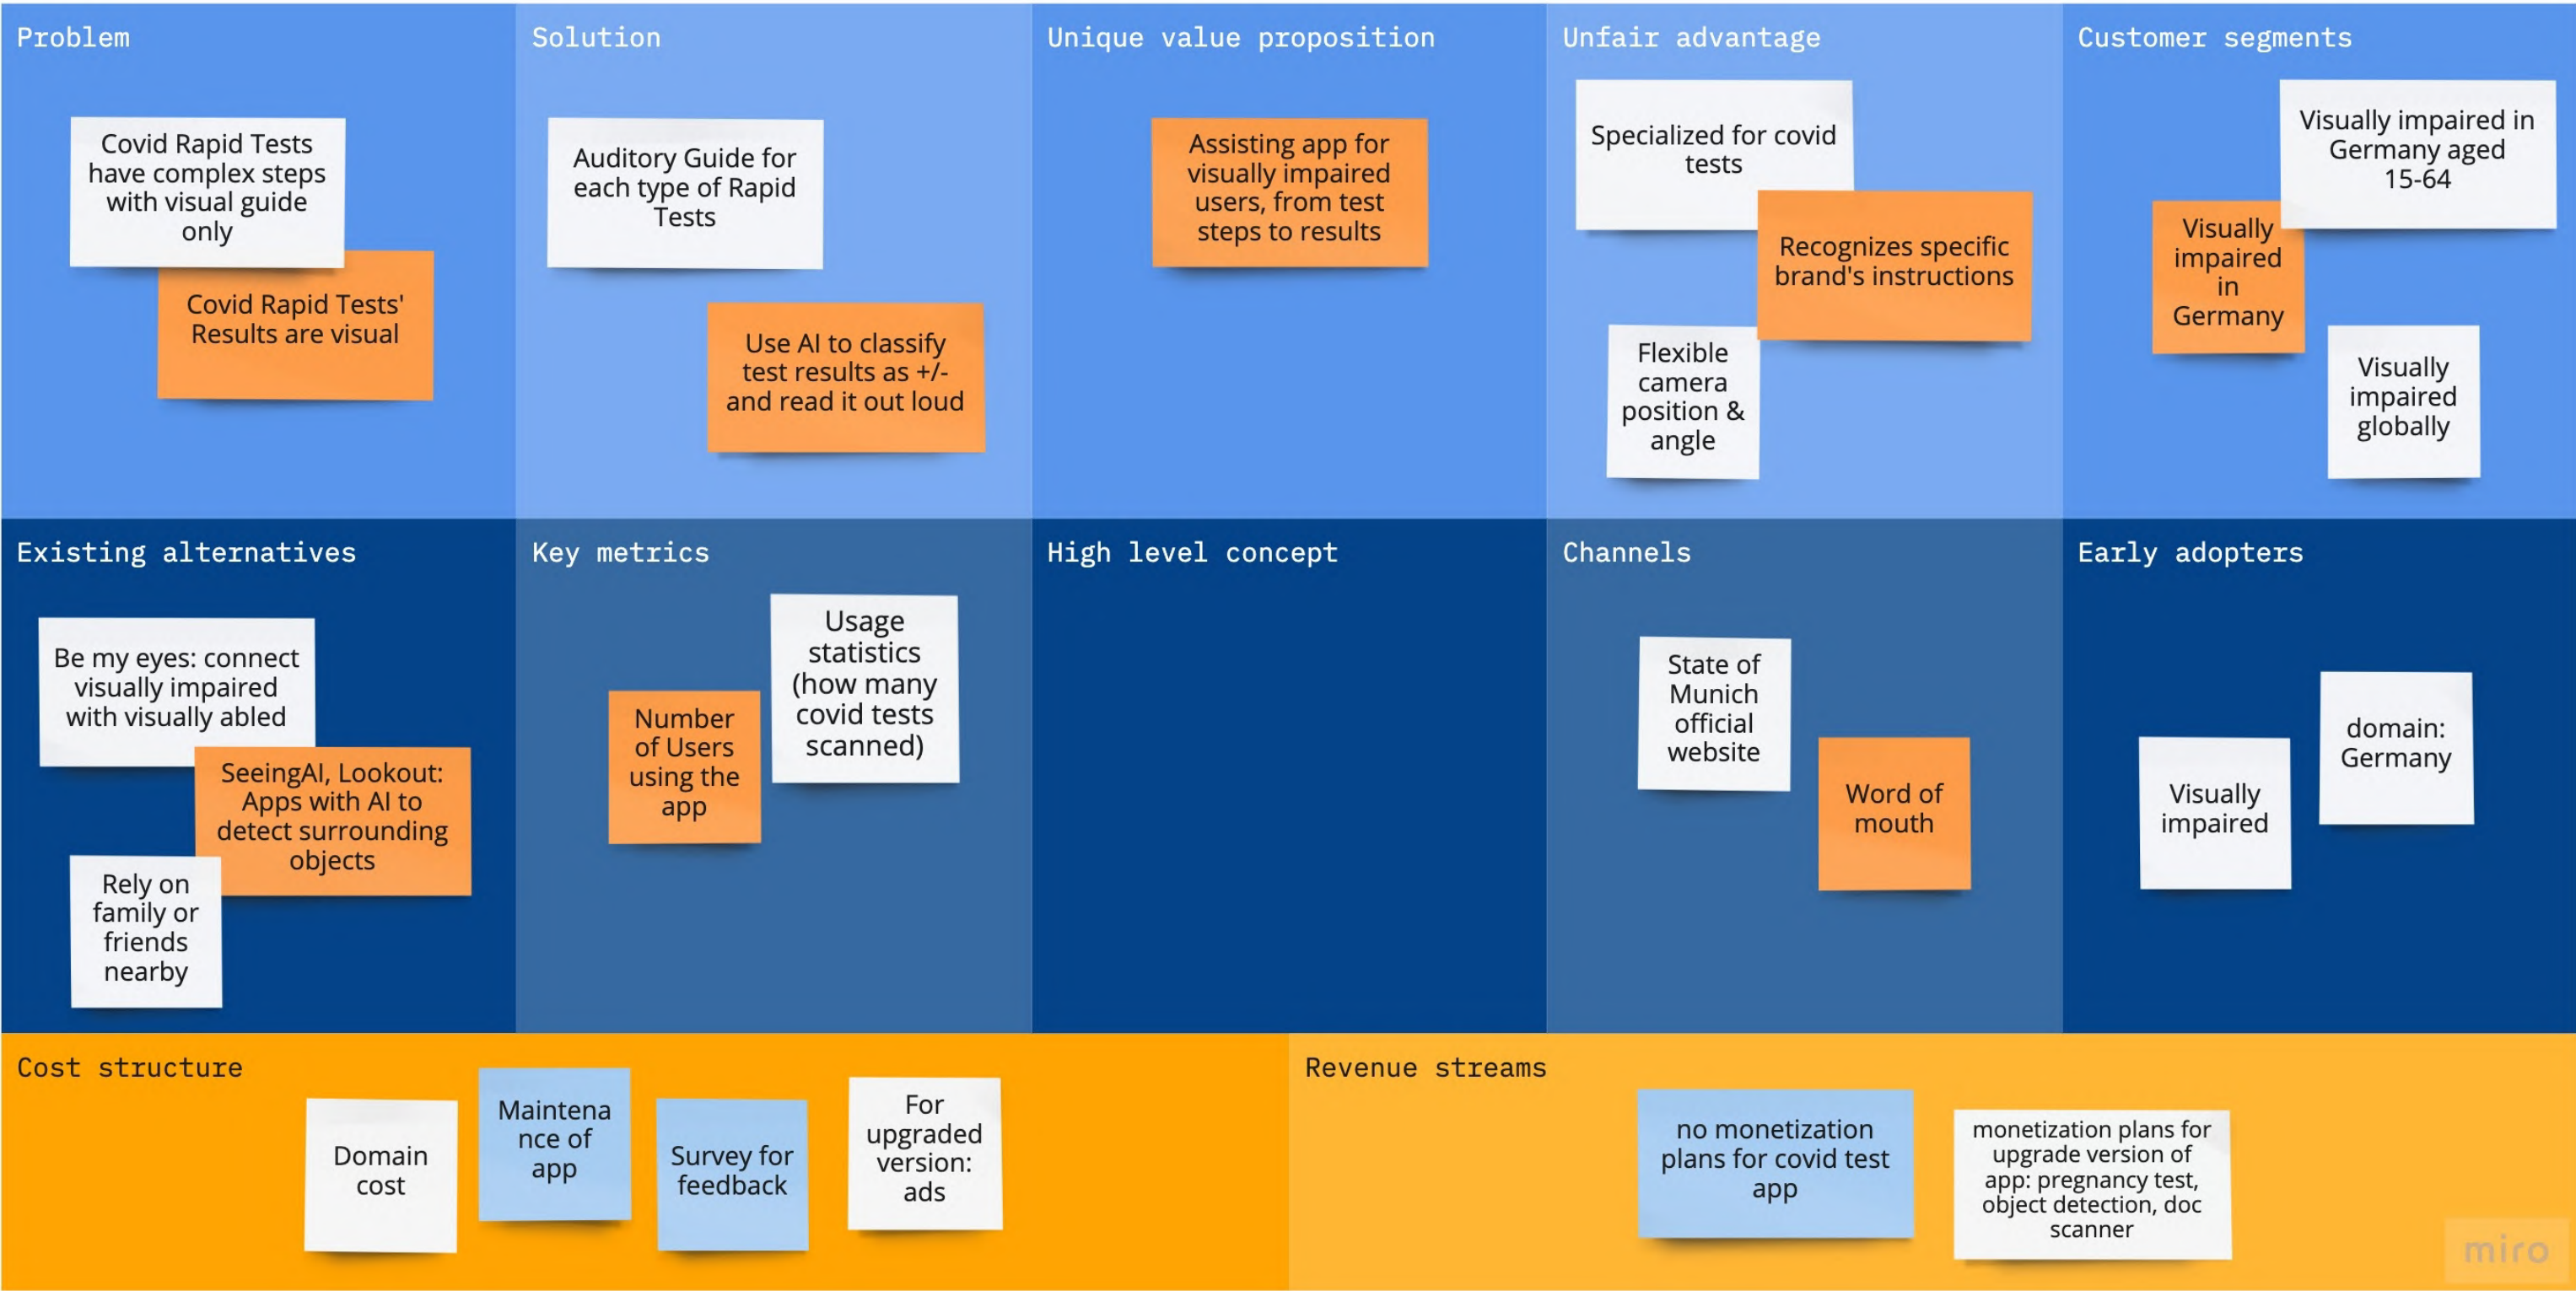 Problem
Covid Rapid Tests
have complex steps
with visual guide
only
Covid Rapid Tests'
Results are visual
Solution
Auditory Guide for
each type of Rapid
Tests
Use AI to classify
test results as +/-
and read it out loud
Unique value proposition
Assisting app for
visually impaired
users, from test
steps to results
Unfair advantage
Specialized for covid
tests
Recognizes specific
brand's instructions
Flexible
camera
position &
angle
Customer segments
Visually impaired in
Germany aged
15-64
Visually
impaired
in
Germany
Visually
impaired
globally
Existing alternatives
Be my eyes: connect
visually impaired
with visually abled
SeeingAI, Lookout:
Apps with AI to
detect surrounding
objects
Rely on
family or
friends
nearby
Key metrics
Usage
statistics
(how many
covid tests
scanned)
Number
of Users
using the
app
High level concept
Channels
State of
Munich
official
website
Word of
mouth
Early adopters
domain:
Germany
Visually
impaired
Cost structure
Domain
cost
Maintena
nce of
app
Survey for
feedback
For
upgraded
version:
ads
Revenue streams
no monetization
plans for covid test
app
monetization plans for
upgrade version of
app: pregnancy test,
object detection, doc
scanner
miro